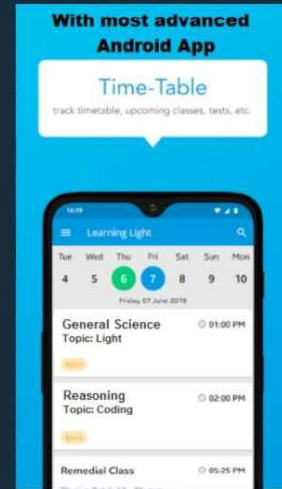 With most advanced
Android App
Time-Table
track timetable, upcoming classes, tests, etc.
Learning Light
Tue Wed Thu Fri Sat Sun Mon
4 5 6 7 8 9 10
Friday, 07 June 2019
General Science 01:00 PM
Topic: Light
Reasoning 02:00 PM
Topic: Coding
Remedial Class 05:25 PM